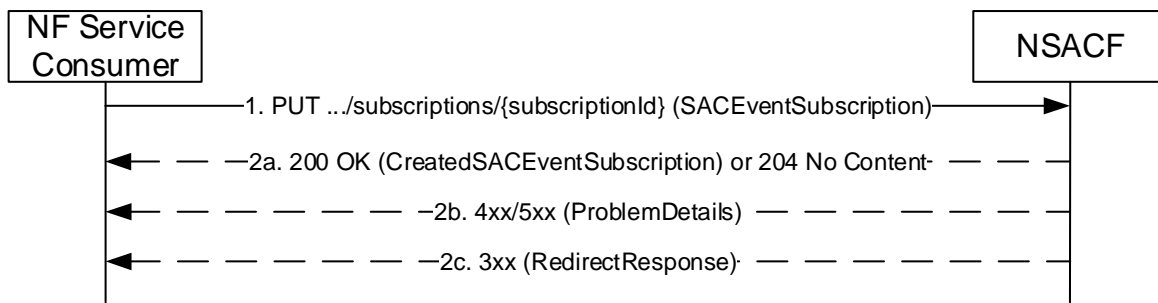 NF Service
Consumer
NSACF
1. PUT .../subscriptions/{subscriptionId} (SACEventSubscription)
2a. 200 OK (CreatedSACEventSubscription) or 204 No Content
2b. 4xx/5xx (ProblemDetails)
2c. 3xx (RedirectResponse)